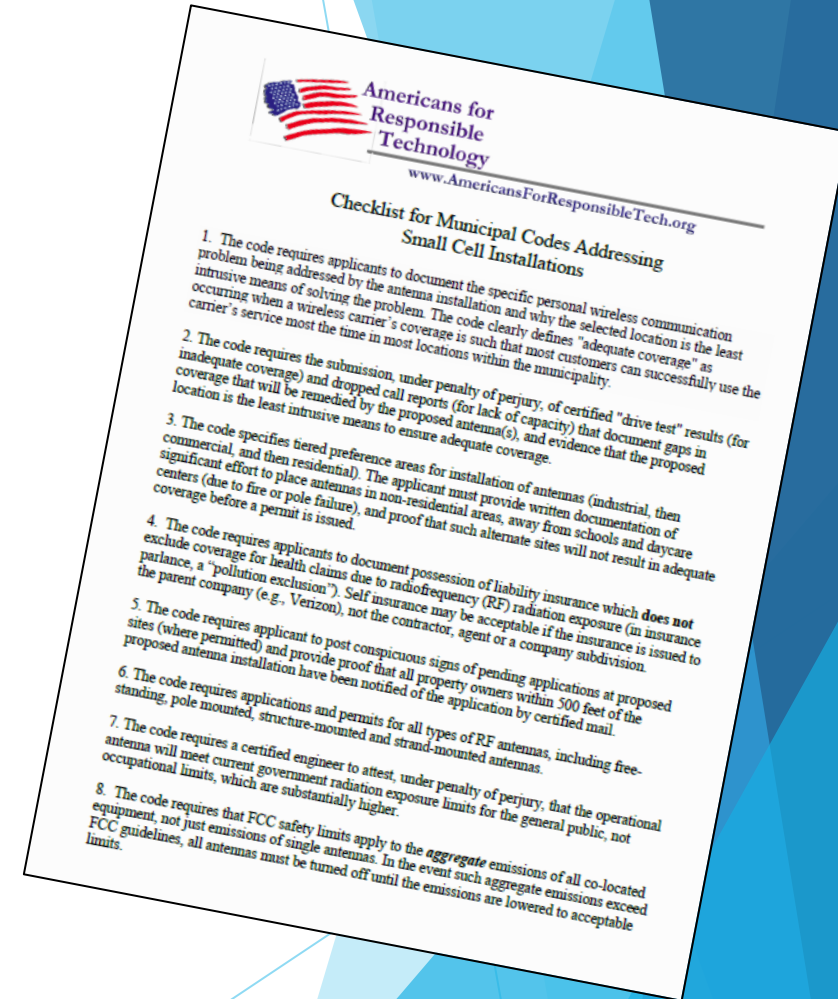 Americans for
Responsible
Technology
www.AmericansForResponsibleTech.org
Checklist for Municipal Codes Addressing
Small Cell Installations
1. The code requires applicants to document the specific personal wireless communication
problem being addressed by the antenna installation and why the selected location is the least
intrusive means of solving the problem. The code clearly defines "adequate coverage" as
occurring when a wireless carrier's coverage is such that most customers can successfully use the
carrier's service most the time in most locations within the municipality.
2. The code requires the submission, under penalty of perjury, of certified "drive test" results (for
inadequate coverage) and dropped call reports (for lack of capacity) that document gaps in
coverage that will be remedied by the proposed antenna(s), and evidence that the proposed
location is the least intrusive means to ensure adequate coverage.
3. The code specifies tiered preference areas for installation of antennas (industrial, then
commercial, and then residential). The applicant must provide written documentation of
significant effort to place antennas in non-residential areas, away from schools and daycare
centers (due to fire or pole failure), and proof that such alternate sites will not result in adequate
coverage before a permit is issued.
4. The code requires applicants to document possession of liability insurance which does not
exclude coverage for health claims due to radiofrequency (RF) radiation exposure (in insurance
parlance, a “pollution exclusion”). Self insurance may be acceptable if the insurance is issued to
the parent company (e.g., Verizon), not the contractor, agent or a company subdivision.
5. The code requires applicant to post conspicuous signs of pending applications at proposed
sites (where permitted) and provide proof that all property owners within 500 feet of the
proposed antenna installation have been notified of the application by certified mail.
6. The code requires applications and permits for all types of RF antennas, including free-
standing, pole mounted, structure-mounted and strand-mounted antennas.
7. The code requires a certified engineer to attest, under penalty of perjury, that the operational
antenna will meet current government radiation exposure limits for the general public, not
occupational limits, which are substantially higher.
8. The code requires that FCC safety limits apply to the aggregate emissions of all co-located
equipment, not just emissions of single antennas. In the event such aggregate emissions exceed
FCC guidelines, all antennas must be turned off until the emissions are lowered to acceptable
limits.